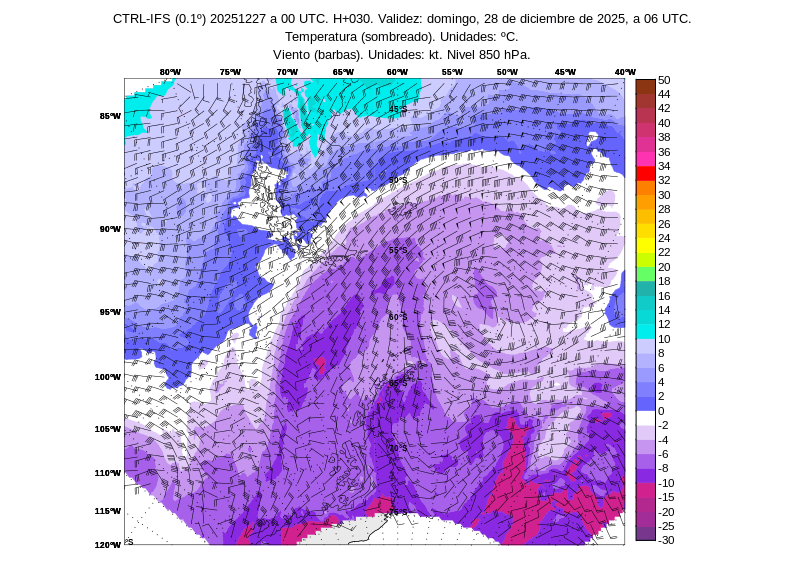 CTRL-IFS (0.1º) 20251227 a 00 UTC. H+030. Validez: domingo, 28 de diciembre de 2025, a 06 UTC.
Temperatura (sombreado). Unidades: ºC.
Viento (barbas). Unidades: kt. Nivel 850 hPa.
80°W 75°W 70°W 65°W 60°W 55°W 50°W 45°W 40°W
85°W
90°W
95°W
100°W
105°W
110°W
115°W
120°W
45°S
50°S
55°S
60°S
65°S
70°S
75°S
°S
50
44
42
40
38
36
34
32
30
28
26
24
22
20
18
16
14
12
10
8
6
4
2
0
-2
-4
-6
-8
-10
-15
-20
-25
-30